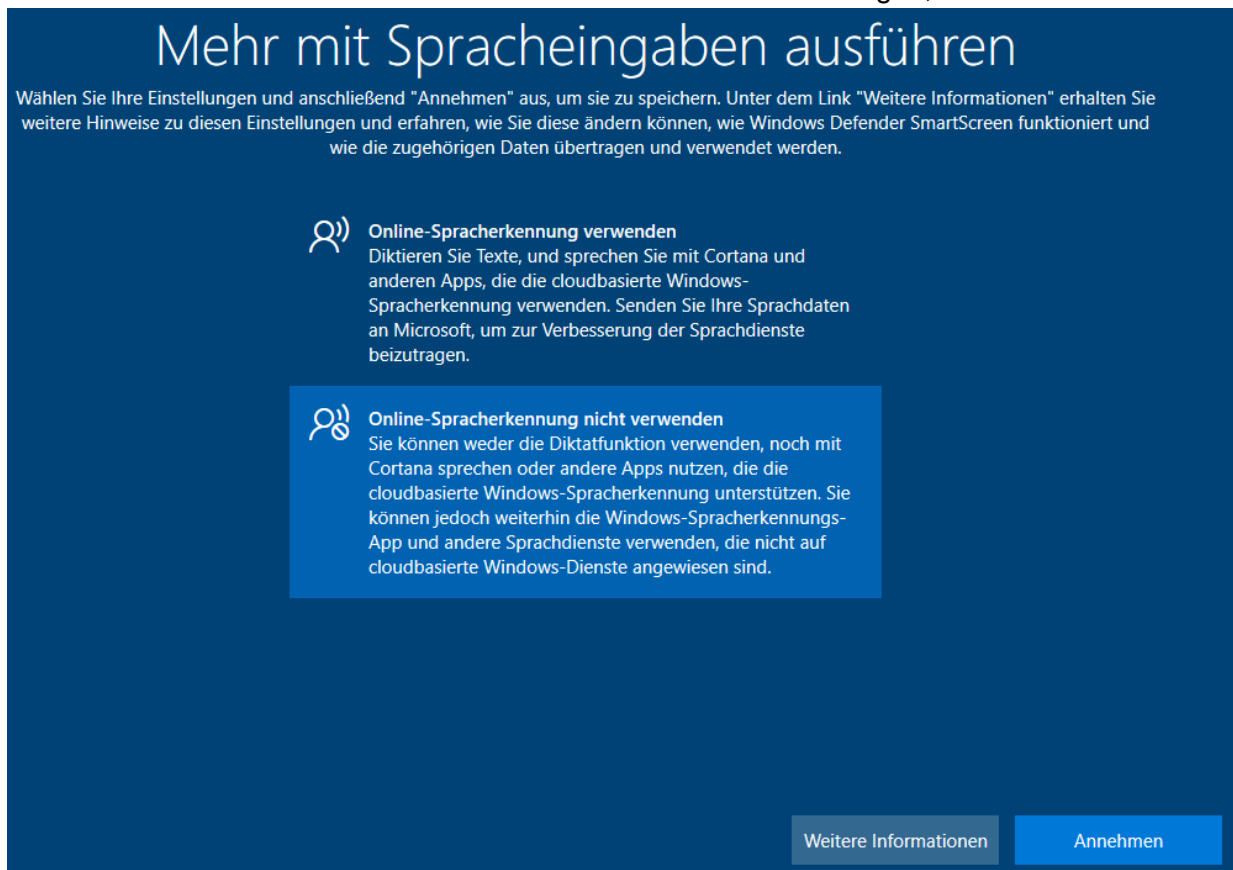 Mehr mit Spracheingaben ausführen
Wählen Sie Ihre Einstellungen und anschließend "Annehmen" aus, um sie zu speichern. Unter dem Link "Weitere Informationen" erhalten Sie
weitere Hinweise zu diesen Einstellungen und erfahren, wie Sie diese ändern können, wie Windows Defender SmartScreen funktioniert und
wie die zugehörigen Daten übertragen und verwendet werden.
Online-Spracherkennung verwenden
Diktieren Sie Texte, und sprechen Sie mit Cortana und
anderen Apps, die die cloudbasierte Windows-
Spracherkennung verwenden. Senden Sie Ihre Sprachdaten
an Microsoft, um zur Verbesserung der Sprachdienste
beizutragen.
Online-Spracherkennung nicht verwenden
Sie können weder die Diktatfunktion verwenden, noch mit
Cortana sprechen oder andere Apps nutzen, die die
cloudbasierte Windows-Spracherkennung unterstützen. Sie
können jedoch weiterhin die Windows-Spracherkennungs-
App und andere Sprachdienste verwenden, die nicht auf
cloudbasierte Windows-Dienste angewiesen sind.
Weitere Informationen
Annehmen